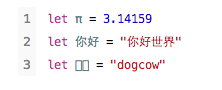 1 let π = 3.14159
2 let 你好 = "你好世界"
3 let = "dogcow"